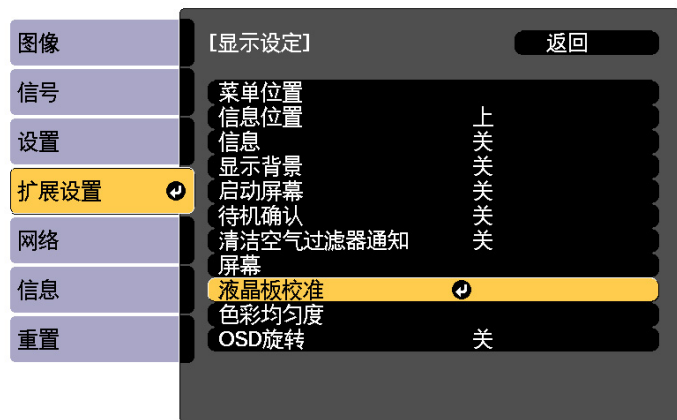 图像
信号
设置
扩展设置
网络
信息
重置
[显示设定]
返回
菜单位置
信息位置 上
信息 关
显示背景 关
启动屏幕 关
待机确认 关
清洁空气过滤器通知 关
屏幕
液晶板校准
色彩均匀度
OSD旋转 关